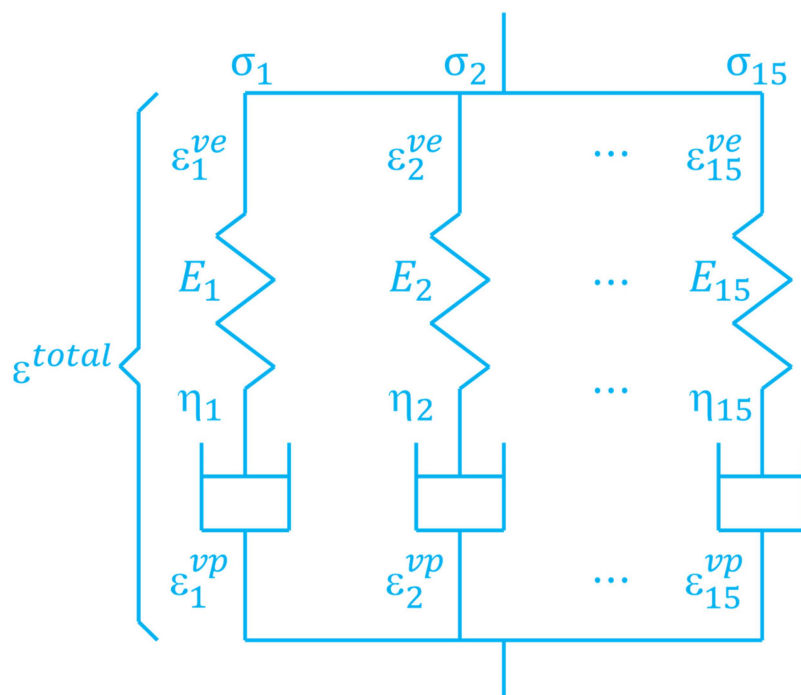 σ₁ σ₂ σ₁₅
ε₁ᵛᵉ ε₂ᵛᵉ ... ε₁₅ᵛᵉ
E₁ E₂ ... E₁₅
εᵗᵒᵗᵃˡ
η₁ η₂ ... η₁₅
ε₁ᵛᵖ ε₂ᵛᵖ ... ε₁₅ᵛᵖ